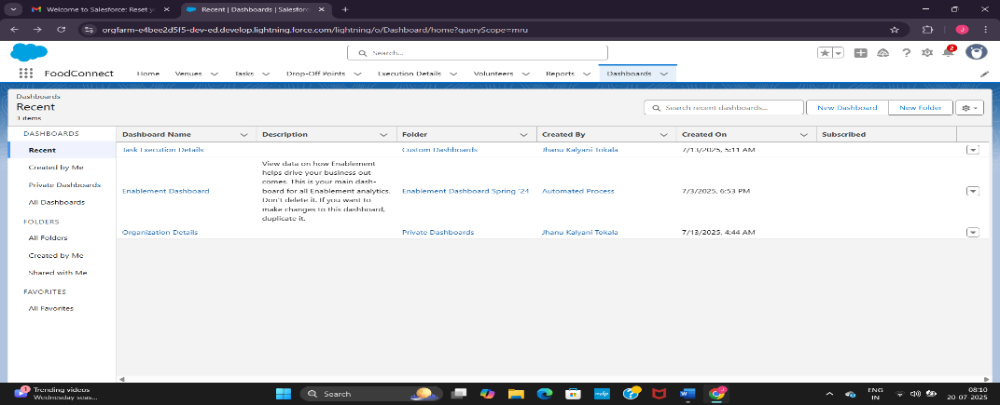 Welcome to Salesforce: Reset y
Recent | Dashboards | Salesforc
orgfarm-e4bee2d5f5-dev-ed.develop.lightning.force.com/lightning/o/Dashboard/home?queryScope=mru
J
Search...
2
FoodConnect
Home Venues Tasks Drop-Off Points Execution Details Volunteers Reports Dashboards
Dashboards
Recent
3 items
Search recent dashboards...
New Dashboard
New Folder
DASHBOARDS
Recent
Created by Me
Private Dashboards
All Dashboards
FOLDERS
All Folders
Created by Me
Shared with Me
FAVORITES
All Favorites
Dashboard Name Description Folder Created By Created On Subscribed
Task Execution Details Custom Dashboards Jhanu Kalyani Tokala 7/13/2025, 5:11 AM
View data on how Enablement
helps drive your business out
comes. This is your main dash-
board for all Enablement analytics.
Enablement Dashboard Don't delete it. If you want to Enablement Dashboard Spring '24 Automated Process 7/3/2025, 6:53 PM
make changes to this dashboard,
duplicate it.
Organization Details Private Dashboards Jhanu Kalyani Tokala 7/13/2025, 4:44 AM
1
Trending videos
Wednesday seas...
Search
ENG
IN
08:10
20-07-2025